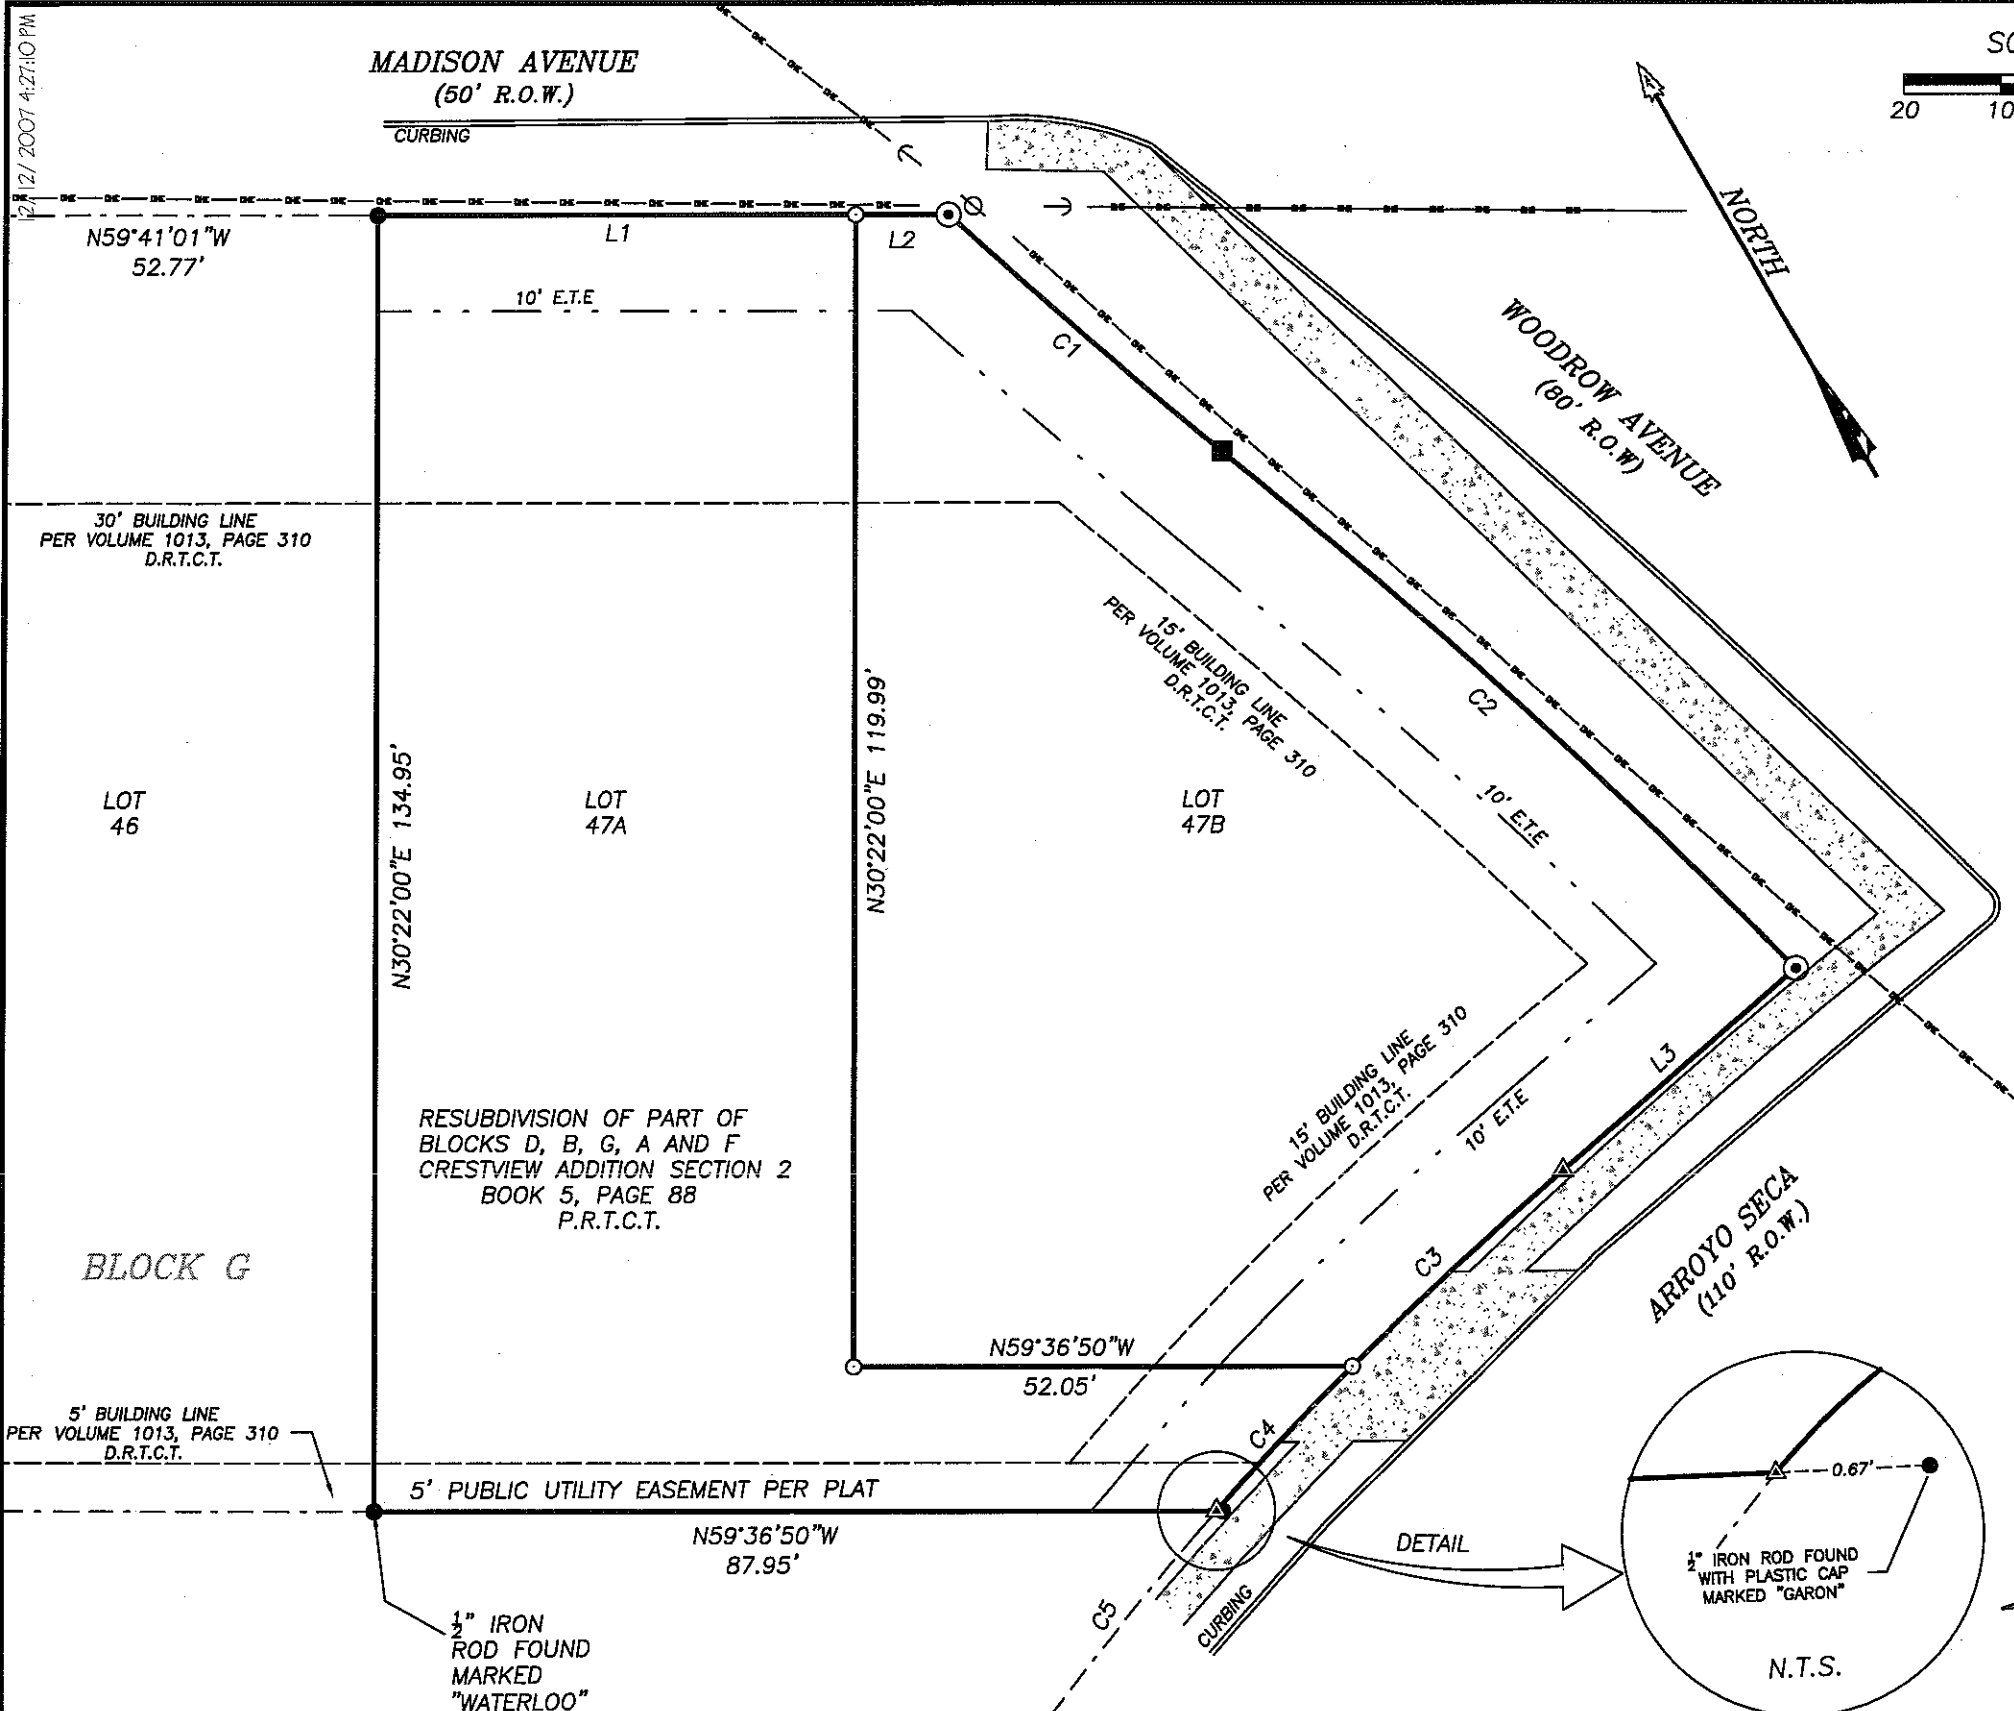 2/12/2007 4:27:10 PM
MADISON AVENUE
(50' R.O.W.)
CURBING
20 10
NORTH
N59°41'01"W
52.77'
L1
L2
10' E.T.E
C1
WOODROW AVENUE
(80' R.O.W)
30' BUILDING LINE
PER VOLUME 1013, PAGE 310
D.R.T.C.T.
15' BUILDING LINE
PER VOLUME 1013, PAGE 310
D.R.T.C.T.
C2
10' E.T.E
N30°22'00"E 134.95'
N30°22'00"E 119.99'
LOT
46
LOT
47A
LOT
47B
15' BUILDING LINE
PER VOLUME 1013, PAGE 310
D.R.T.C.T.
10' E.T.E
L3
RESUBDIVISION OF PART OF
BLOCKS D, B, G, A AND F
CRESTVIEW ADDITION SECTION 2
BOOK 5, PAGE 88
P.R.T.C.T.
BLOCK G
C3
ARROYO SECA
(110' R.O.W.)
N59°36'50"W
52.05'
5' BUILDING LINE
PER VOLUME 1013, PAGE 310
D.R.T.C.T.
C4
5' PUBLIC UTILITY EASEMENT PER PLAT
N59°36'50"W
87.95'
DETAIL
0.67'
½" IRON ROD FOUND
WITH PLASTIC CAP
MARKED "GARON"
N.T.S.
C5
CURBING
½" IRON
ROD FOUND
MARKED
"WATERLOO"